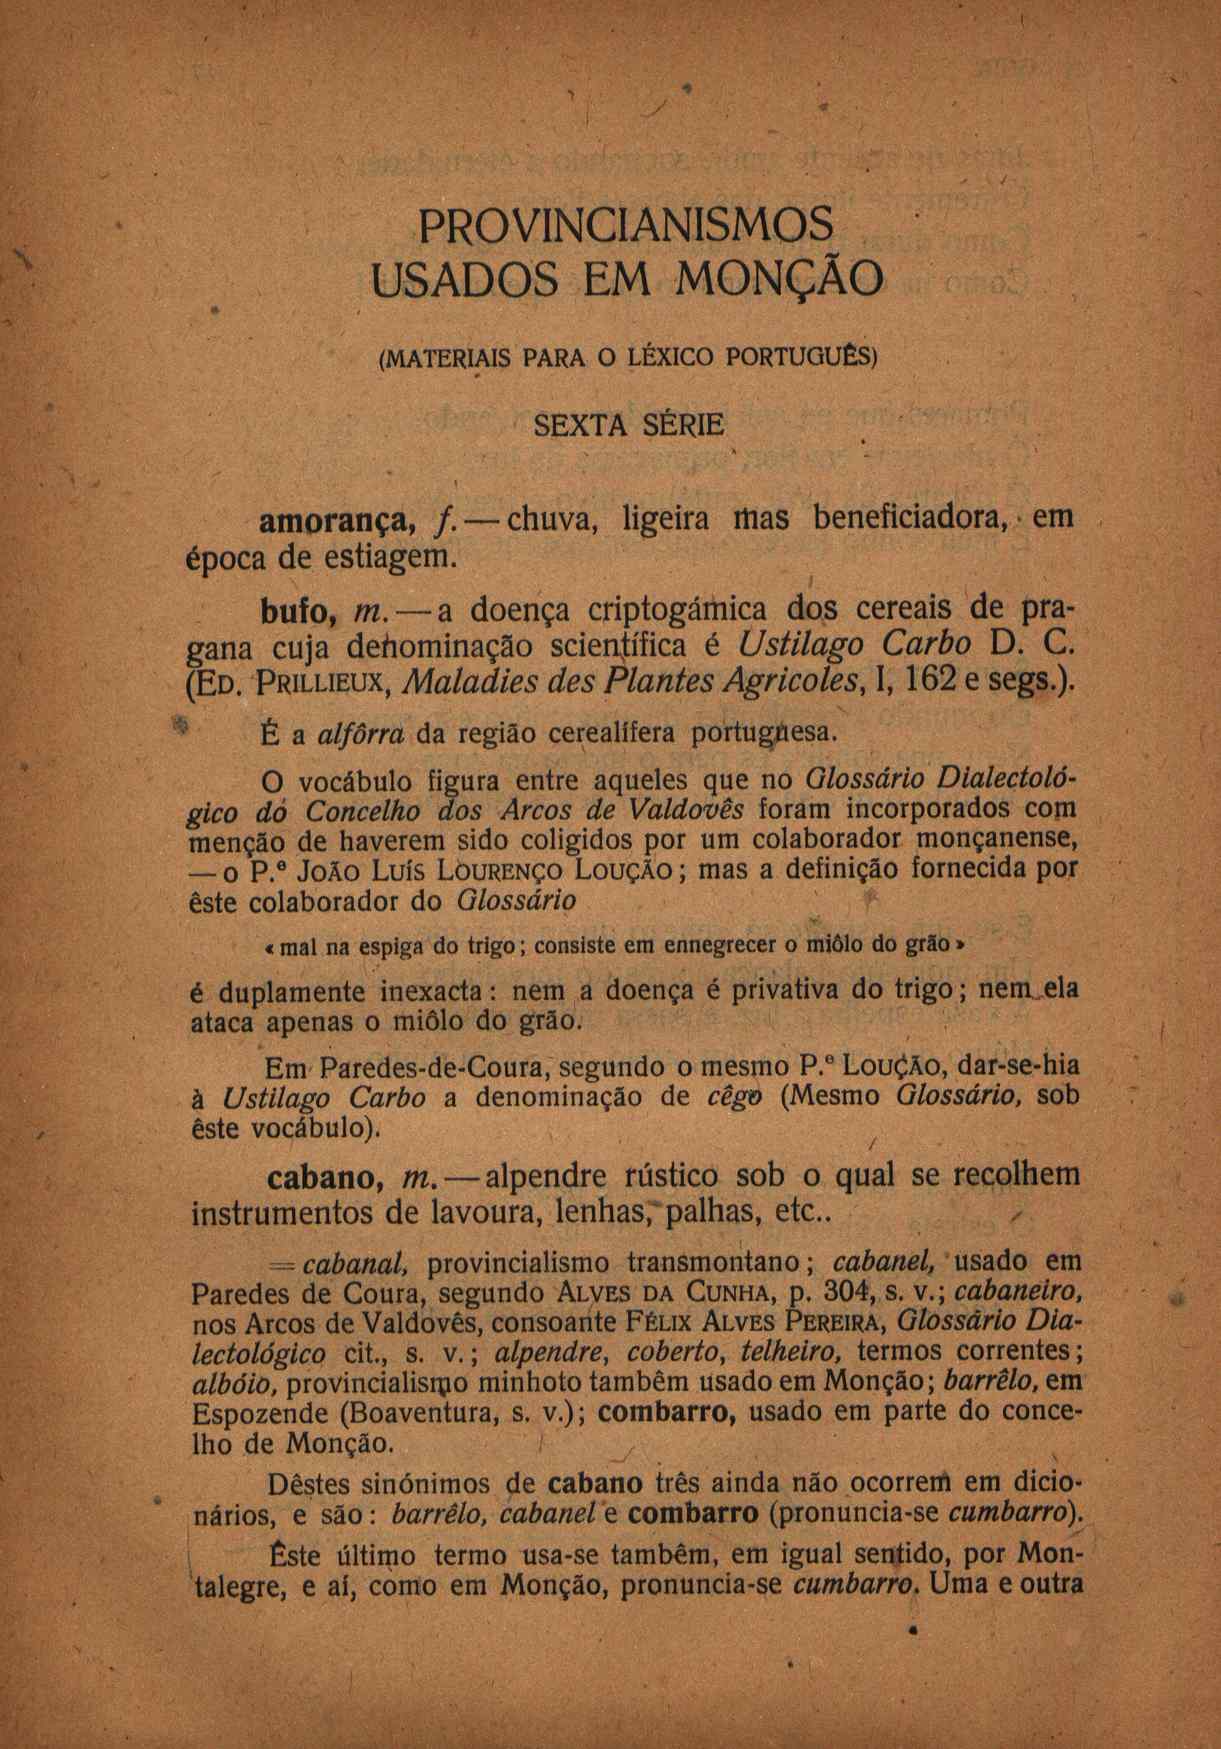 PROVINCIANISMOS
USADOS EM MONÇÃO
(MATERIAIS PARA O LÉXICO PORTUGUÊS)
SEXTA SÉRIE
amorança, f. — chuva, ligeira mas beneficiadora, em
época de estiagem.
bufo, m. — a doença criptogâmica dos cereais de pra-
gana cuja denominação scientífica é Ustilago Carbo D. C.
(ED. PRILLIEUX, Maladies des Plantes Agricoles, I, 162 e segs.).
É a alfôrra da região cerealífera portuguesa.
O vocábulo figura entre aqueles que no Glossário Dialectoló-
gico do Concelho dos Arcos de Valdovês foram incorporados com
menção de haverem sido coligidos por um colaborador monçanense,
— o P.e JOÃO LUÍS LOURENÇO LOUÇÃO; mas a definição fornecida por
êste colaborador do Glossário
«mal na espiga do trigo; consiste em ennegrecer o miôlo do grão»
é duplamente inexacta: nem a doença é privativa do trigo; nem ela
ataca apenas o miôlo do grão.
Em Paredes-de-Coura, segundo o mesmo P.e LOUÇÃO, dar-se-hia
à Ustilago Carbo a denominação de cêgo (Mesmo Glossário, sob
êste vocábulo).
cabano, m. — alpendre rústico sob o qual se recolhem
instrumentos de lavoura, lenhas, palhas, etc..
= cabanal, provincialismo transmontano; cabanel, usado em
Paredes de Coura, segundo ALVES DA CUNHA, p. 304, s. v.; cabaneiro,
nos Arcos de Valdovês, consoante FÉLIX ALVES PEREIRA, Glossário Dia-
lectológico cit., s. v.; alpendre, coberto, telheiro, termos correntes;
albóio, provincialismo minhoto tambêm usado em Monção; barrêlo, em
Espozende (Boaventura, s. v.); combarro, usado em parte do conce-
lho de Monção.
Dêstes sinónimos de cabano três ainda não ocorrem em dicio-
nários, e são: barrêlo, cabanel e combarro (pronuncia-se cumbarro).
Êste último termo usa-se tambêm, em igual sentido, por Mon-
talegre, e aí, como em Monção, pronuncia-se cumbarro. Uma e outra